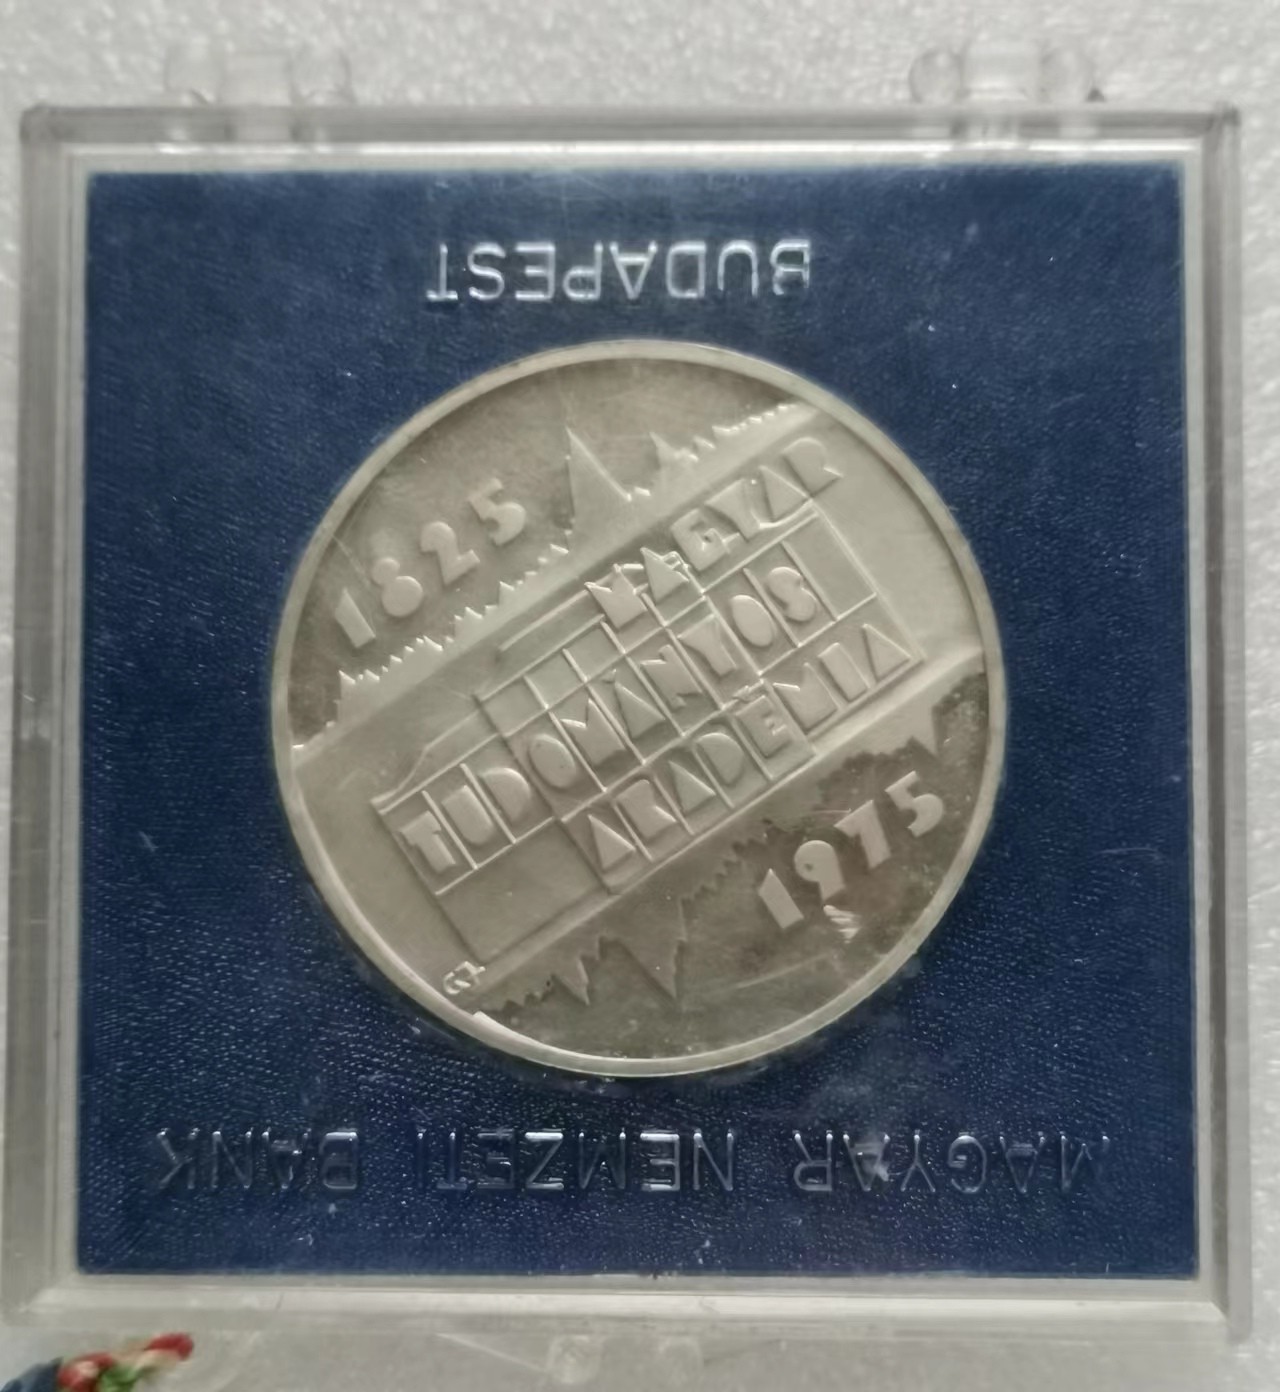 BUDAPEST
1825
MAGYAR
TUDOMÁNYOS
AKADÉMIA
1975
MAGYAR NEMZETI BANK